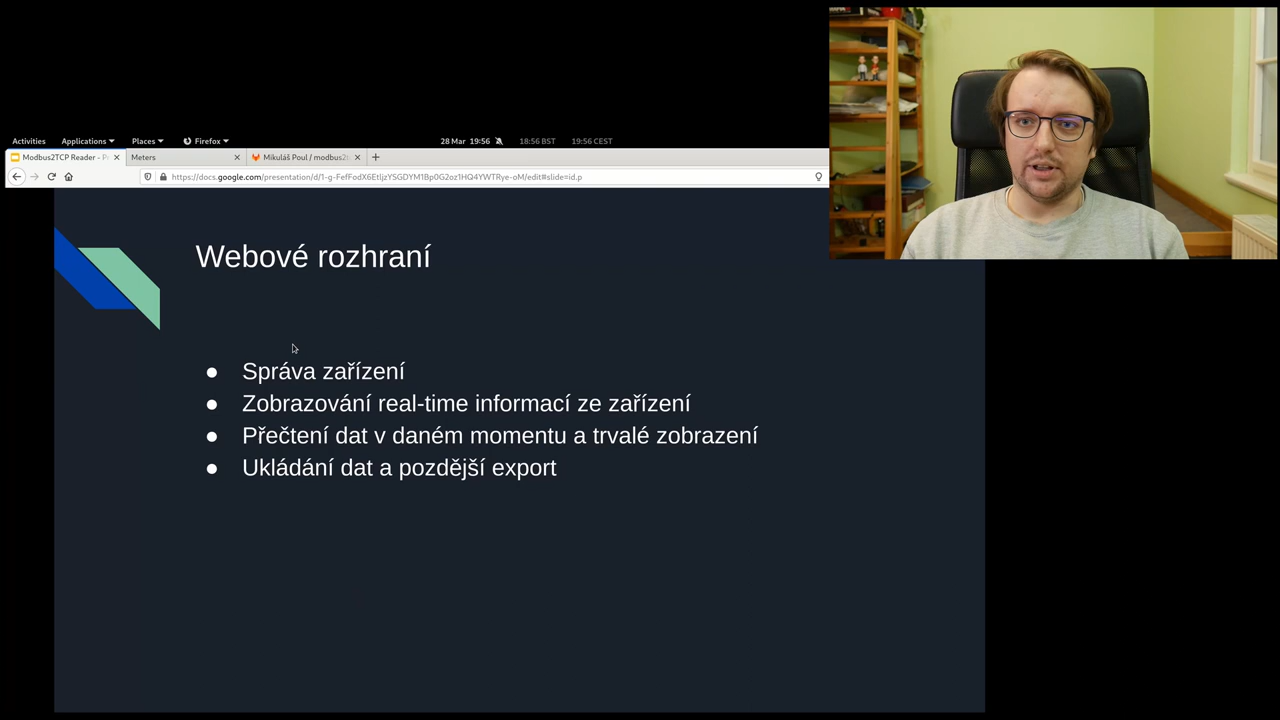 Activities Applications Places Firefox 28 Mar 19:56 18:56 BST 19:56 CEST
Modbus2TCP Reader - P Meters Mikuláš Poul / modbus2t
https://docs.google.com/presentation/d/1-g-FefFodX6EtljzYSGDYM1Bp0G2oz1HQ4YWTRye-oM/edit#slide=id.p
Webové rozhraní
● Správa zařízení
● Zobrazování real-time informací ze zařízení
● Přečtení dat v daném momentu a trvalé zobrazení
● Ukládání dat a pozdější export